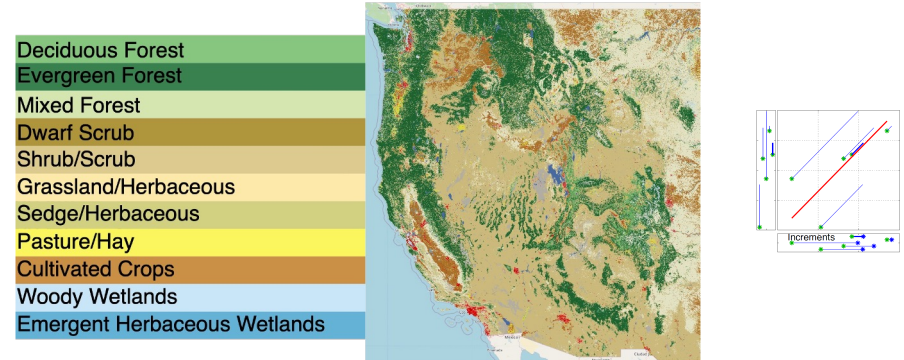 Deciduous Forest
Evergreen Forest
Mixed Forest
Dwarf Scrub
Shrub/Scrub
Grassland/Herbaceous
Sedge/Herbaceous
Pasture/Hay
Cultivated Crops
Woody Wetlands
Emergent Herbaceous Wetlands
Increments